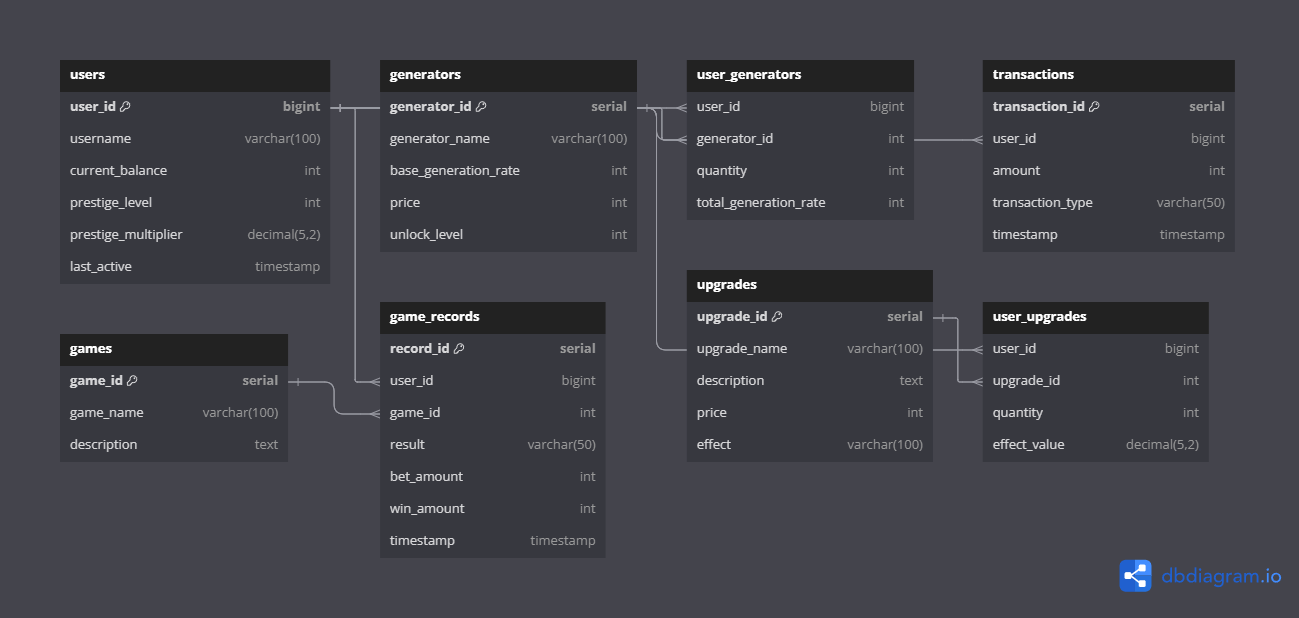 users
user_id bigint
username varchar(100)
current_balance int
prestige_level int
prestige_multiplier decimal(5,2)
last_active timestamp
generators
generator_id serial
generator_name varchar(100)
base_generation_rate int
price int
unlock_level int
user_generators
user_id bigint
generator_id int
quantity int
total_generation_rate int
transactions
transaction_id serial
user_id bigint
amount int
transaction_type varchar(50)
timestamp timestamp
games
game_id serial
game_name varchar(100)
description text
game_records
record_id serial
user_id bigint
game_id int
result varchar(50)
bet_amount int
win_amount int
timestamp timestamp
upgrades
upgrade_id serial
upgrade_name varchar(100)
description text
price int
effect varchar(100)
user_upgrades
user_id bigint
upgrade_id int
quantity int
effect_value decimal(5,2)
dbdiagram.io